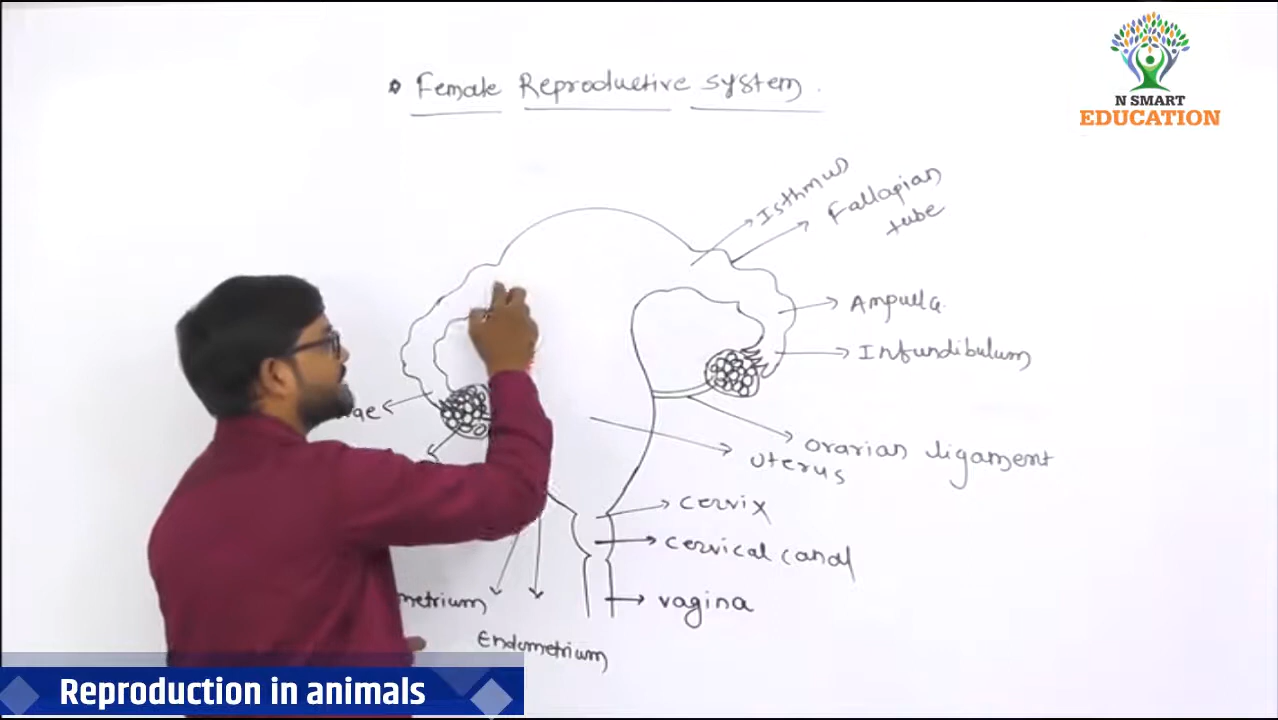 Female Reproductive system.
N SMART
EDUCATION
Isthmus
Fallopian
tube
Ampulla
Infundibulum
orarian ligament
uterus
cervix
cervical canal
vagina
Endometrium
Reproduction in animals